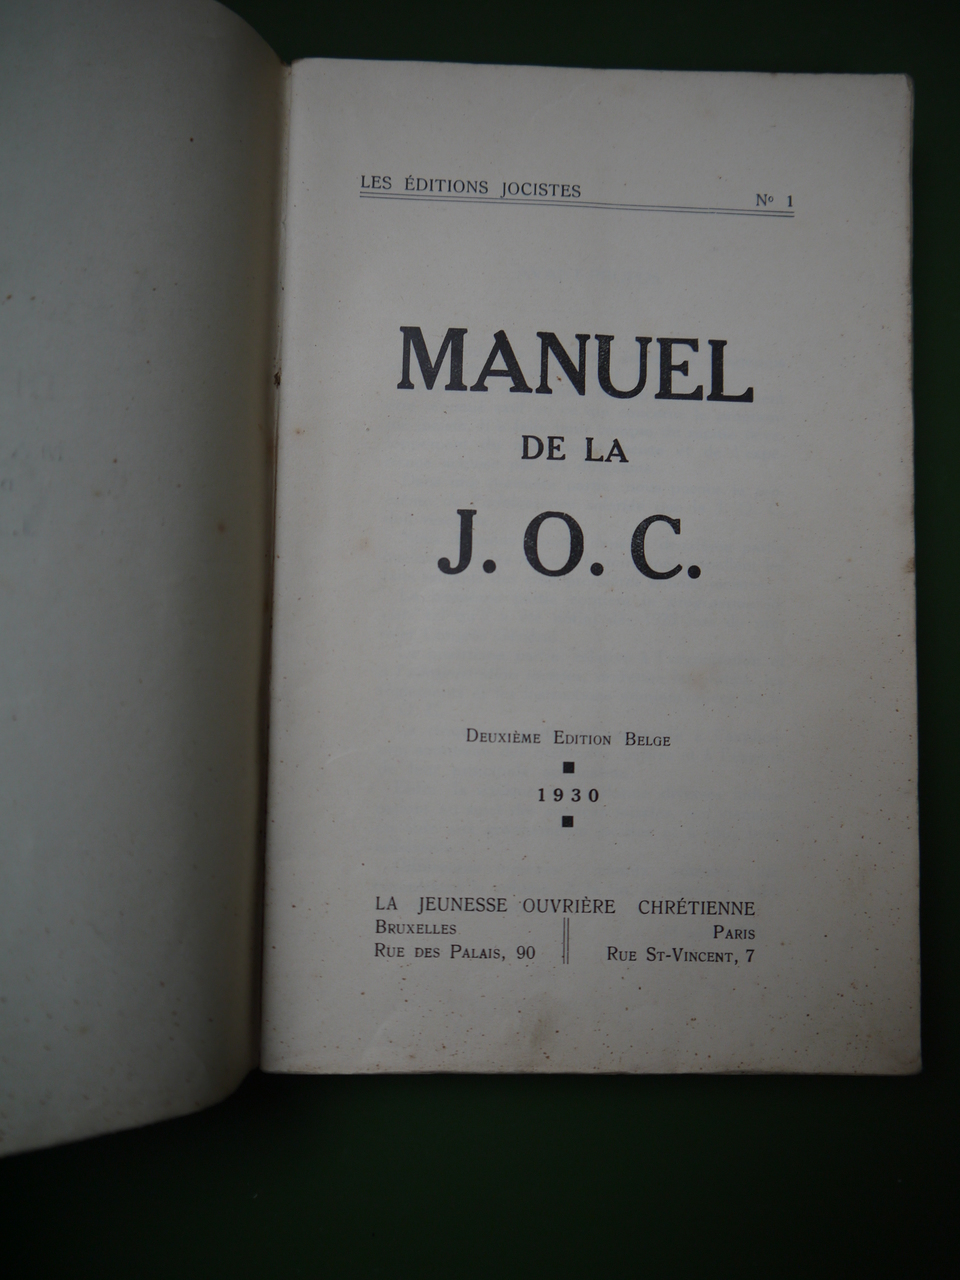 LES ÉDITIONS JOCISTES Nº 1
MANUEL
DE LA
J. O. C.
DEUXIÈME EDITION BELGE
1930
LA JEUNESSE OUVRIÈRE CHRÉTIENNE
BRUXELLES PARIS
RUE DES PALAIS, 90 RUE ST-VINCENT, 7